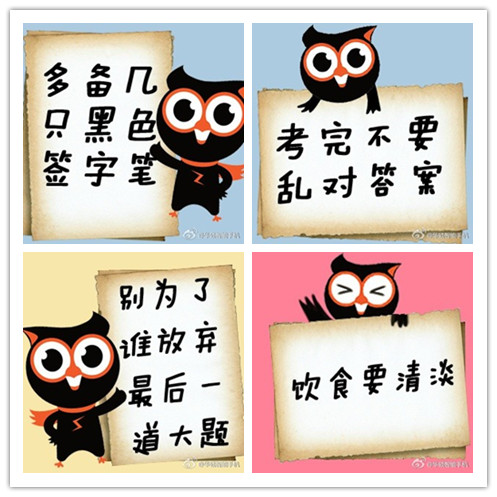 多备几
只黑色
签字笔
考完不要
乱对答案
别为了
谁放弃
最后一
道大题
饮食要清淡